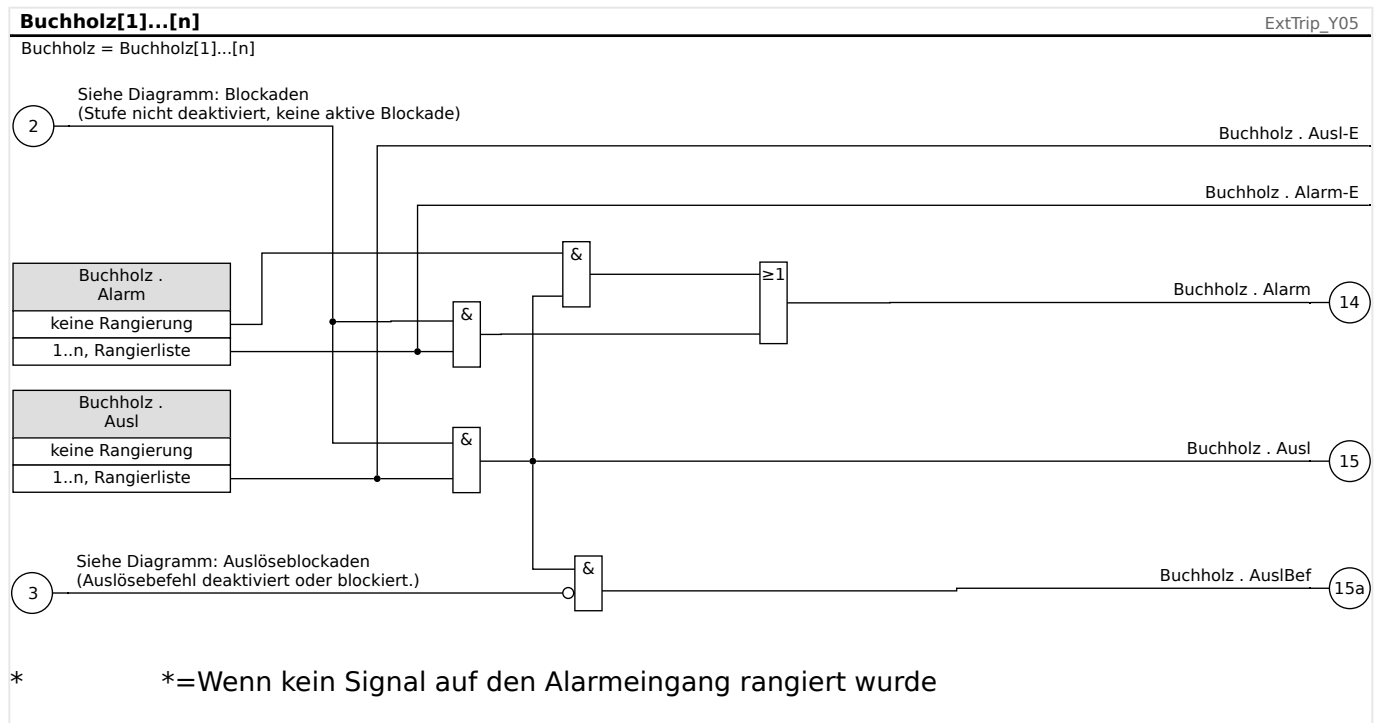 Buchholz[1]...[n]
ExtTrip_Y05
Buchholz = Buchholz[1]...[n]
Siehe Diagramm: Blockaden
(Stufe nicht deaktiviert, keine aktive Blockade)
2
Buchholz . Ausl-E
Buchholz . Alarm-E
&
Buchholz .
Alarm
≥1
Buchholz . Alarm
14
keine Rangierung
&
1..n, Rangierliste
Buchholz .
Ausl
&
keine Rangierung
Buchholz . Ausl
15
1..n, Rangierliste
Siehe Diagramm: Auslöseblockaden
(Auslösebefehl deaktiviert oder blockiert.)
3
&
Buchholz . AuslBef
15a
* *=Wenn kein Signal auf den Alarmeingang rangiert wurde